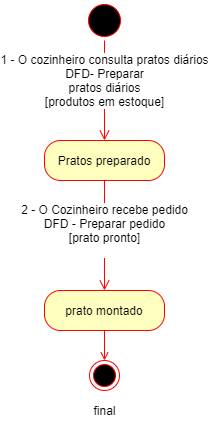 1 - O cozinheiro consulta pratos diários
DFD- Preparar
pratos diários
[produtos em estoque]
Pratos preparado
2 - O Cozinheiro recebe pedido
DFD - Preparar pedido
[prato pronto]
prato montado
final